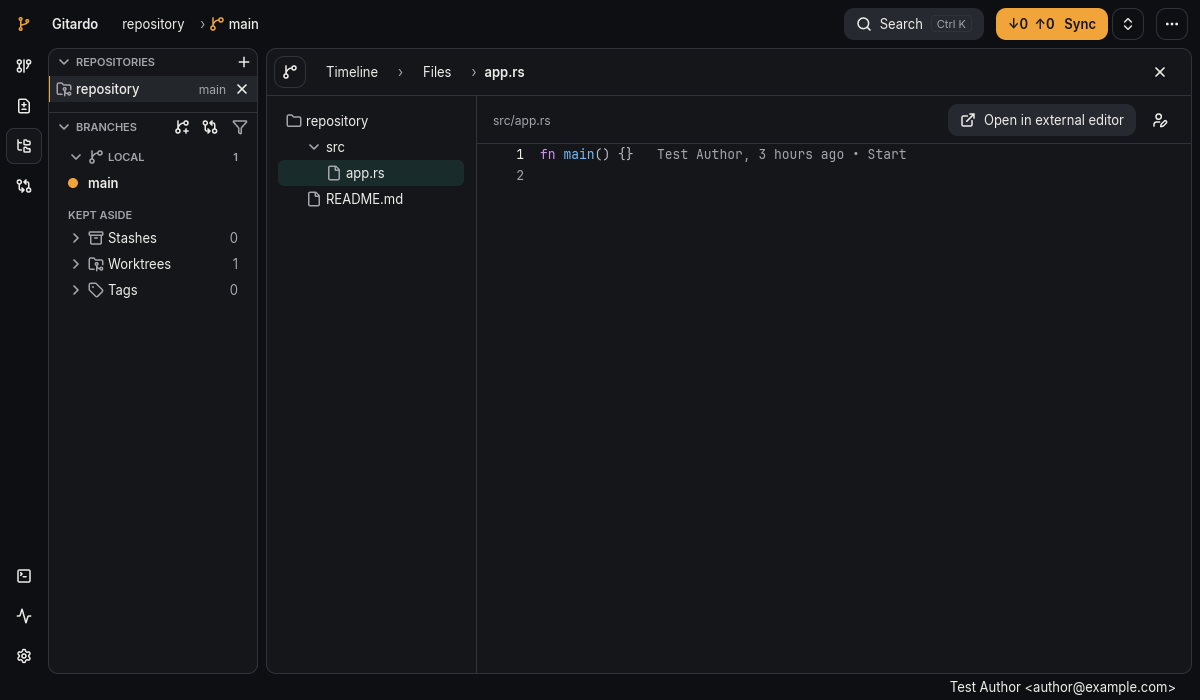 Gitardo repository › main Search Ctrl K ↓0 ↑0 Sync
REPOSITORIES
repository main
BRANCHES
LOCAL 1
main
KEPT ASIDE
Stashes 0
Worktrees 1
Tags 0
Timeline › Files › app.rs
repository
src
app.rs
README.md
src/app.rs Open in external editor
1 fn main() {} Test Author, 3 hours ago • Start
2
Test Author <author@example.com>